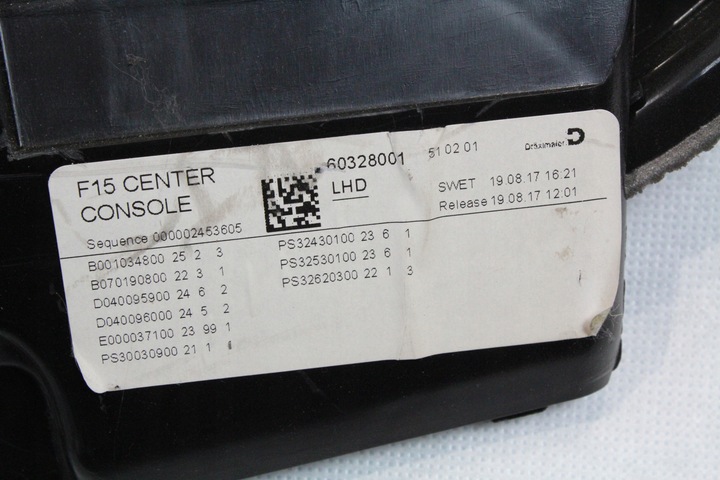 F15 CENTER
CONSOLE
60328001
LHD
51 02 01
Dräxlmaier D
SWET 19.08.17 16:21
Release 19.08.17 12:01
Sequence 000002453605
B001034800 25 2 3
B070190800 22 3 1
D040095900 24 6 2
D040096000 24 5 2
E000037100 23 99 1
PS30030900 21 1
PS32430100 23 6 1
PS32530100 23 6 1
PS32620300 22 1 3